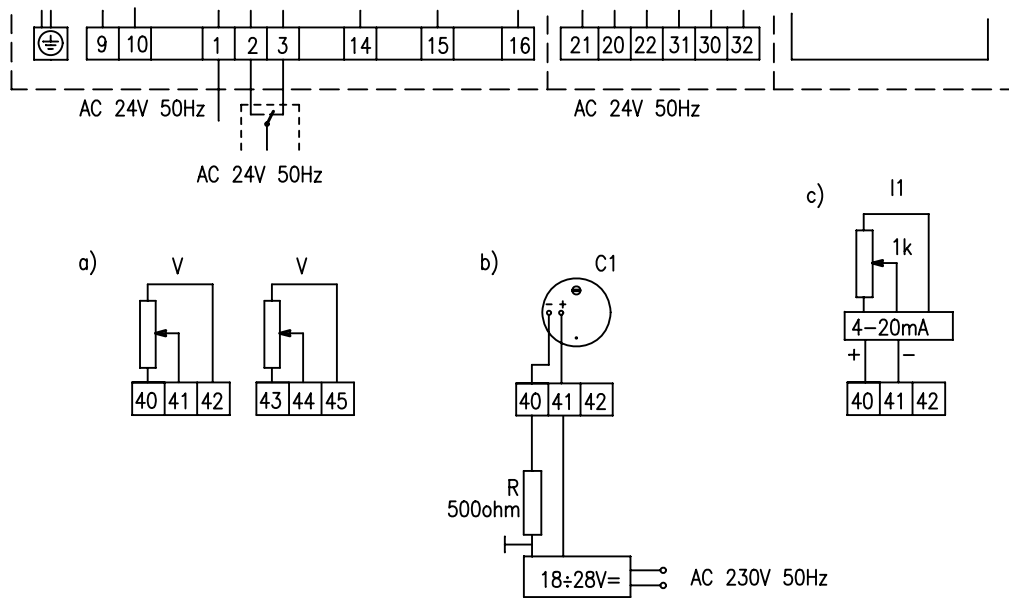 9 10 1 2 3 14 15 16 21 20 22 31 30 32
AC 24V 50Hz
AC 24V 50Hz
AC 24V 50Hz
a)
V
V
40 41 42
43 44 45
b)
C1
- +
40 41 42
R
500ohm
18÷28V=
AC 230V 50Hz
c)
I1
1k
4-20mA
+ -
40 41 42